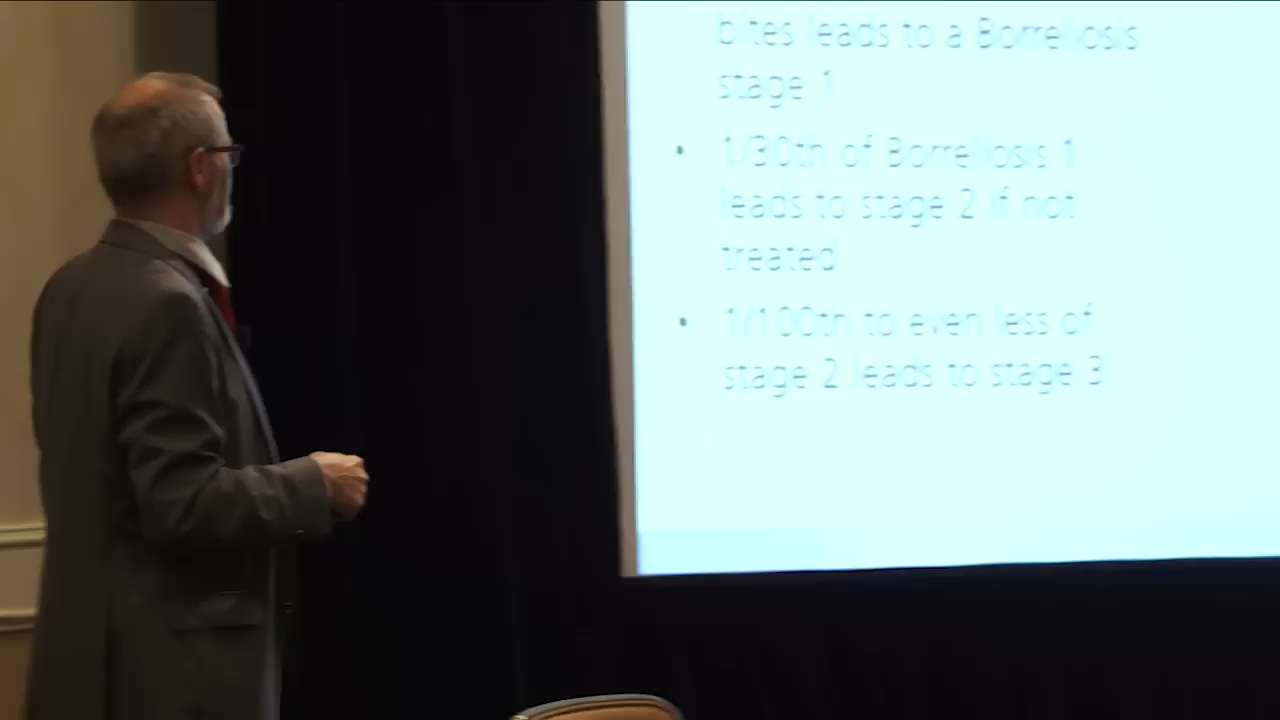 bites leads to a Borreliosis
stage 1
• 1/30th of Borreliosis 1
leads to stage 2 if not
treated
• 1/100th to even less of
stage 2 leads to stage 3